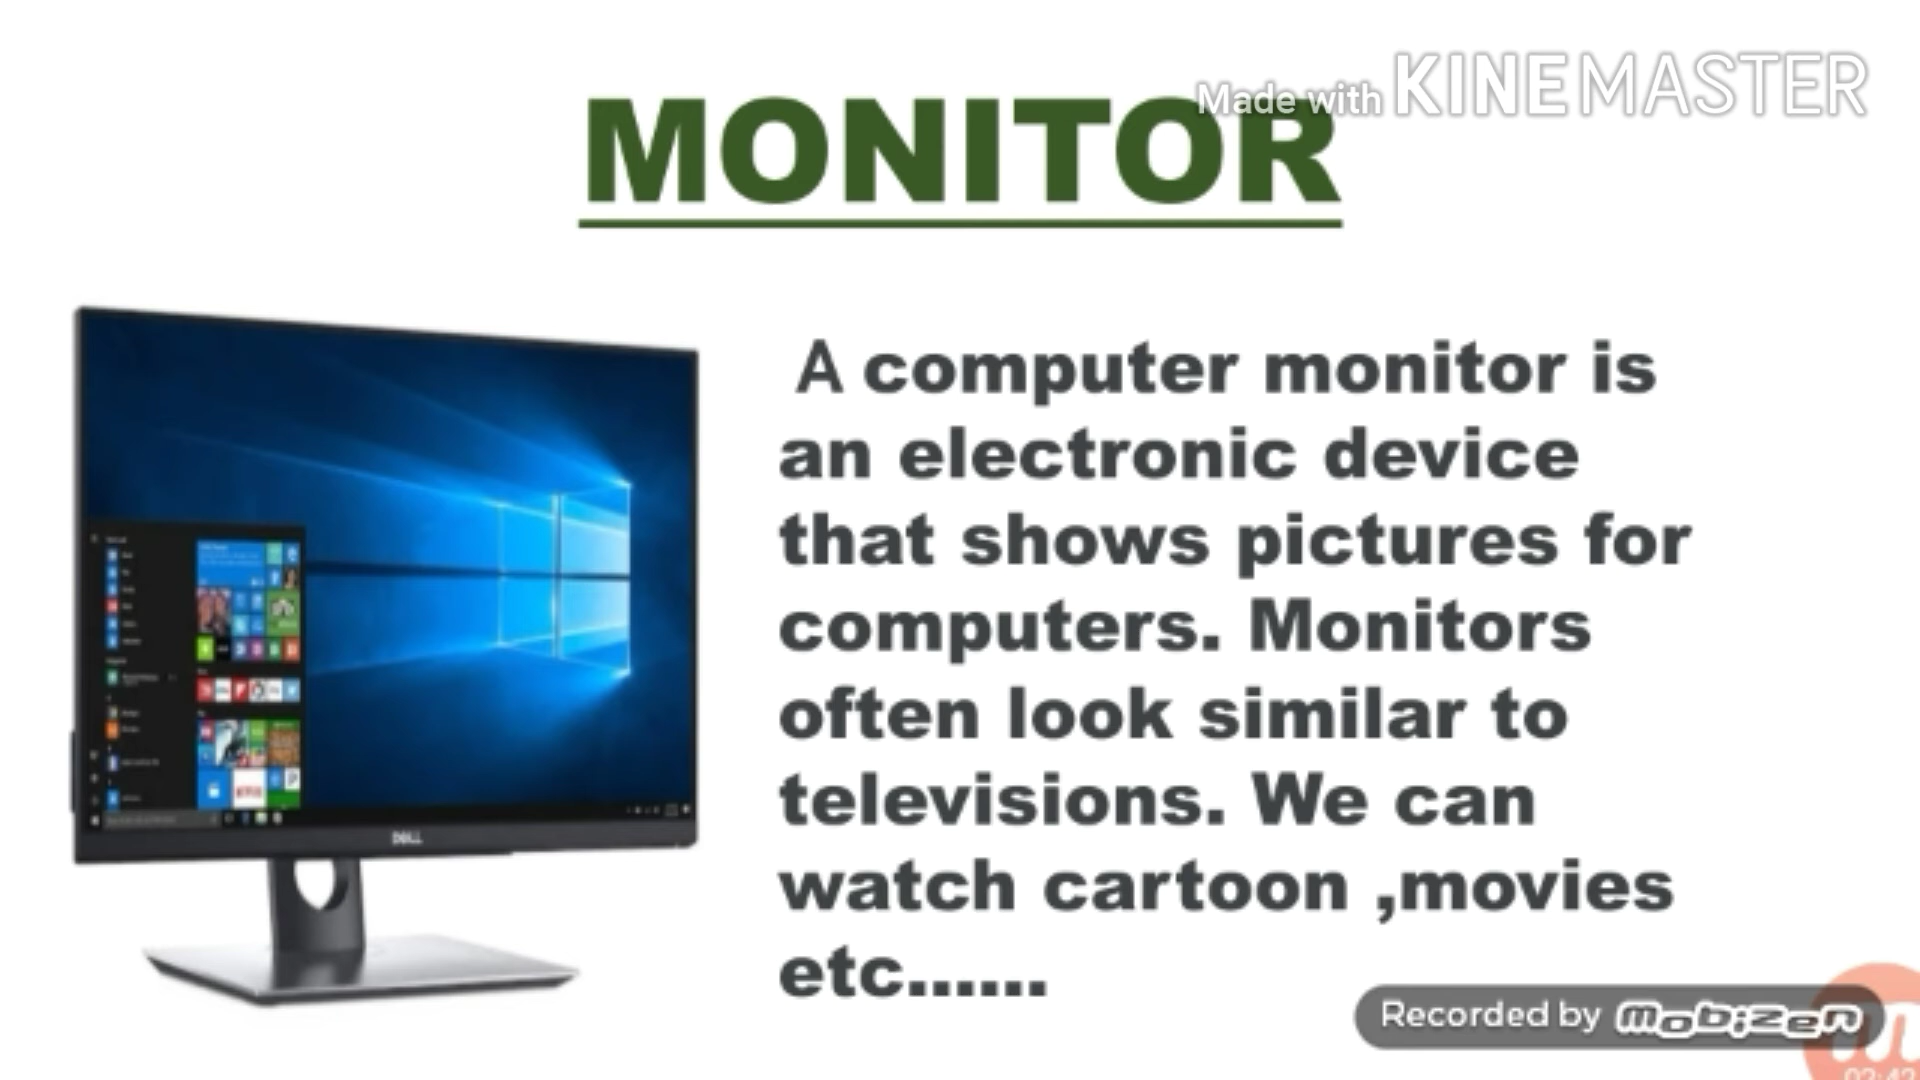 Made with KINEMASTER
MONITOR
A computer monitor is
an electronic device
that shows pictures for
computers. Monitors
often look similar to
televisions. We can
watch cartoon ,movies
etc......
DELL
Recorded by mobizen